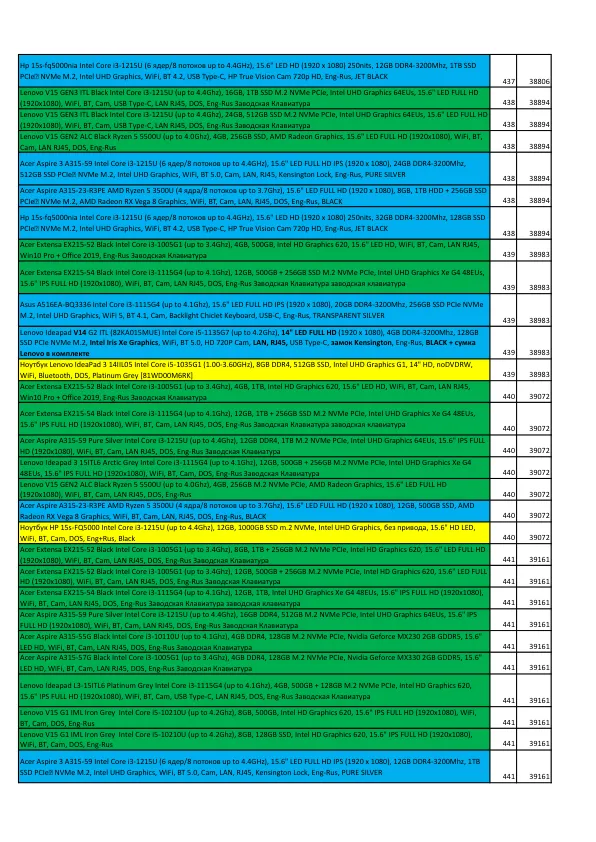 Hp 15s-fq5000nia Intel Core i3-1215U (6 ядер/8 потоков up to 4.4GHz), 15.6" LED HD (1920 x 1080) 250nits, 12GB DDR4-3200Mhz, 1TB SSD
PCIe NVMe M.2, Intel UHD Graphics, WiFI, BT 4.2, USB Type-C, HP True Vision Cam 720p HD, Eng-Rus, JET BLACK 437 38806
Lenovo V15 GEN3 ITL Black Intel Core i3-1215U (up to 4.4Ghz), 16GB, 1TB SSD M.2 NVMe PCIe, Intel UHD Graphics 64EUs, 15.6" LED FULL HD
(1920x1080), WiFi, BT, Cam, USB Type-C, LAN RJ45, DOS, Eng-Rus Заводская Клавиатура 438 38894
Lenovo V15 GEN3 ITL Black Intel Core i3-1215U (up to 4.4Ghz), 24GB, 512GB SSD M.2 NVMe PCIe, Intel UHD Graphics 64EUs, 15.6" LED FULL HD
(1920x1080), WiFi, BT, Cam, USB Type-C, LAN RJ45, DOS, Eng-Rus Заводская Клавиатура 438 38894
Lenovo V15 GEN2 ALC Black Ryzen 5 5500U (up to 4.0GHz), 4GB, 256GB SSD, AMD Radeon Graphics, 15.6" LED FULL HD (1920x1080), WiFi, BT,
Cam, LAN RJ45, DOS, Eng-Rus 438 38894
Acer Aspire 3 A315-59 Intel Core i3-1215U (6 ядер/8 потоков up to 4.4GHz), 15.6" LED FULL HD IPS (1920 x 1080), 24GB DDR4-3200Mhz,
512GB SSD PCIe NVMe M.2, Intel UHD Graphics, WiFI, BT 5.0, Cam, LAN, RJ45, Kensington Lock, Eng-Rus, PURE SILVER 438 38894
Acer Aspire A315-23-R3PE AMD Ryzen 5 3500U (4 ядра/8 потоков up to 3.7Ghz), 15.6" LED FULL HD (1920 x 1080), 8GB, 1TB HDD + 256GB SSD
PCIe NVMe M.2, AMD Radeon RX Vega 8 Graphics, WiFi, BT, Cam, LAN, RJ45, DOS, Eng-Rus, BLACK 438 38894
Hp 15s-fq5000nia Intel Core i3-1215U (6 ядер/8 потоков up to 4.4GHz), 15.6" LED HD (1920 x 1080) 250nits, 32GB DDR4-3200Mhz, 128GB SSD
PCIe NVMe M.2, Intel UHD Graphics, WiFI, BT 4.2, USB Type-C, HP True Vision Cam 720p HD, Eng-Rus, JET BLACK 438 38894
Acer Extensa EX215-52 Black Intel Core i3-1005G1 (up to 3.4Ghz), 4GB, 500GB, Intel HD Graphics 620, 15.6" LED HD, WiFi, BT, Cam, LAN RJ45,
Win10 Pro + Office 2019, Eng-Rus Заводская Клавиатура 439 38983
Acer Extensa EX215-54 Black Intel Core i3-1115G4 (up to 4.1Ghz), 12GB, 500GB + 256GB SSD M.2 NVMe PCIe, Intel UHD Graphics Xe G4 48EUs,
15.6" IPS FULL HD (1920x1080), WiFi, BT, Cam, LAN RJ45, DOS, Eng-Rus Заводская клавиатура заводская клавиатура 439 38983
Asus A516EA-BQ3336 Intel Core i3-1115G4 (up to 4.1Ghz), 15.6" LED FULL HD IPS (1920 x 1080), 20GB DDR4-3200Mhz, 256GB SSD PCIe NVMe
M.2, Intel UHD Graphics, WIFI 5, BT 4.1, Cam, Backlight Chiclet Keyboard, USB-C, Eng-Rus, TRANSPARENT SILVER 439 38983
Lenovo Ideapad V14 G2 ITL (82KA015MUE) Intel Core i5-1135G7 (up to 4.2Ghz), 14" LED FULL HD (1920 x 1080), 4GB DDR4-3200Mhz, 128GB
SSD PCIe NVMe M.2, Intel Iris Xe Graphics, WiFI, BT 5.0, HD 720P Cam, LAN, RJ45, USB Type-C, замок Kensington, Eng-Rus, BLACK + сумка
Lenovo в комплекте 439 38983
Ноутбук Lenovo IdeaPad 3 14IIL05 Intel Core i5-1035G1 (1.00-3.60GHz), 8GB DDR4, 512GB SSD, Intel UHD Graphics G1, 14" HD, noDVDRW,
WiFi, Bluetooth, DOS, Platinum Grey [81WD00M6RK] 439 38983
Acer Extensa EX215-52 Black Intel Core i3-1005G1 (up to 3.4Ghz), 4GB, 1TB, Intel HD Graphics 620, 15.6" LED HD, WiFi, BT, Cam, LAN RJ45,
Win10 Pro + Office 2019, Eng-Rus Заводская Клавиатура 440 39072
Acer Extensa EX215-54 Black Intel Core i3-1115G4 (up to 4.1Ghz), 12GB, 1TB + 256GB SSD M.2 NVMe PCIe, Intel UHD Graphics Xe G4 48EUs,
15.6" IPS FULL HD (1920x1080), WiFi, BT, Cam, LAN RJ45, DOS, Eng-Rus Заводская клавиатура заводская клавиатура 440 39072
Acer Aspire A315-59 Pure Silver Intel Core i3-1215U (up to 4.4Ghz), 12GB DDR4, 1TB M.2 NVMe PCIe, Intel UHD Graphics 64EUs, 15.6" IPS FULL
HD (1920x1080), WiFi, BT, Cam, LAN RJ45, DOS, Eng-Rus Заводская Клавиатура 440 39072
Lenovo Ideapad 3 15ITL6 Arctic Grey Intel Core i3-1115G4 (up to 4.1Ghz), 12GB, 500GB + 256GB M.2 NVMe PCIe, Intel UHD Graphics Xe G4
48EUs, 15.6" IPS FULL HD (1920x1080), WiFi, BT, Cam, DOS, Eng-Rus Заводская Клавиатура 440 39072
Lenovo V15 GEN2 ALC Black Ryzen 5 5500U (up to 4.0GHz), 4GB, 256GB M.2 NVMe PCIe, AMD Radeon Graphics, 15.6" LED FULL HD
(1920x1080), WiFi, BT, Cam, LAN RJ45, DOS, Eng-Rus 440 39072
Acer Aspire A315-23-R3PE AMD Ryzen 5 3500U (4 ядра/8 потоков up to 3.7Ghz), 15.6" LED FULL HD (1920 x 1080), 12GB, 500GB SSD, AMD
Radeon RX Vega 8 Graphics, WiFi, BT, Cam, LAN, RJ45, DOS, Eng-Rus, BLACK 440 39072
Ноутбук HP 15s-FQ5000 Intel Core i3-1215U (up to 4.4Ghz), 12GB, 1000GB SSD m.2 NVMe, Intel UHD Graphics, без привода, 15.6" HD LED,
WiFi, BT, Cam, DOS, Eng+Rus, Black 440 39072
Acer Extensa EX215-52 Black Intel Core i3-1005G1 (up to 3.4Ghz), 8GB, 1TB + 256GB M.2 NVMe PCIe, Intel HD Graphics 620, 15.6" LED FULL HD
(1920x1080), WiFi, BT, Cam, LAN RJ45, DOS, Eng-Rus Заводская Клавиатура 441 39161
Acer Extensa EX215-52 Black Intel Core i3-1005G1 (up to 3.4Ghz), 12GB, 500GB + 256GB M.2 NVMe PCIe, Intel HD Graphics 620, 15.6" LED FULL
HD (1920x1080), WiFi, BT, Cam, LAN RJ45, DOS, Eng-Rus Заводская Клавиатура 441 39161
Acer Extensa EX215-54 Black Intel Core i3-1115G4 (up to 4.1Ghz), 12GB, 1TB, Intel UHD Graphics Xe G4 48EUs, 15.6" IPS FULL HD (1920x1080),
WiFi, BT, Cam, LAN RJ45, DOS, Eng-Rus Заводская клавиатура заводская клавиатура 441 39161
Acer Aspire A315-59 Pure Silver Intel Core i3-1215U (up to 4.4Ghz), 16GB DDR4, 512GB M.2 NVMe PCIe, Intel UHD Graphics 64EUs, 15.6" IPS
FULL HD (1920x1080), WiFi, BT, Cam, LAN RJ45, DOS, Eng-Rus Заводская Клавиатура 441 39161
Acer Aspire A315-55G Black Intel Core i3-10110U (up to 4.1Ghz), 4GB DDR4, 128GB M.2 NVMe PCIe, Nvidia Geforce MX230 2GB GDDR5, 15.6"
LED HD, WiFi, BT, Cam, LAN RJ45, DOS, Eng-Rus Заводская Клавиатура 441 39161
Acer Aspire A315-57G Black Intel Core i3-1005G1 (up to 3.4Ghz), 4GB DDR4, 128GB M.2 NVMe PCIe, Nvidia Geforce MX330 2GB GDDR5, 15.6"
LED HD, WiFi, BT, Cam, LAN RJ45, DOS, Eng-Rus Заводская Клавиатура 441 39161
Lenovo Ideapad L3-15ITL6 Platinum Grey Intel Core i3-1115G4 (up to 4.1Ghz), 4GB, 500GB + 128GB M.2 NVMe PCIe, Intel HD Graphics 620,
15.6" IPS FULL HD (1920x1080), WiFi, BT, Cam, USB Type-C, LAN RJ45, DOS, Eng-Rus Заводская Клавиатура 441 39161
Lenovo V15 G1 IML Iron Grey Intel Core i5-10210U (up to 4.2Ghz), 8GB, 500GB, Intel HD Graphics 620, 15.6" IPS FULL HD (1920x1080), WiFi,
BT, Cam, DOS, Eng-Rus 441 39161
Lenovo V15 G1 IML Iron Grey Intel Core i5-10210U (up to 4.2Ghz), 8GB, 128GB SSD, Intel HD Graphics 620, 15.6" IPS FULL HD (1920x1080),
WiFi, BT, Cam, DOS, Eng-Rus 441 39161
Acer Aspire 3 A315-59 Intel Core i3-1215U (6 ядер/8 потоков up to 4.4GHz), 15.6" LED FULL HD IPS (1920 x 1080), 12GB DDR4-3200Mhz, 1TB
SSD PCIe NVMe M.2, Intel UHD Graphics, WiFI, BT 5.0, Cam, LAN, RJ45, Kensington Lock, Eng-Rus, PURE SILVER 441 39161